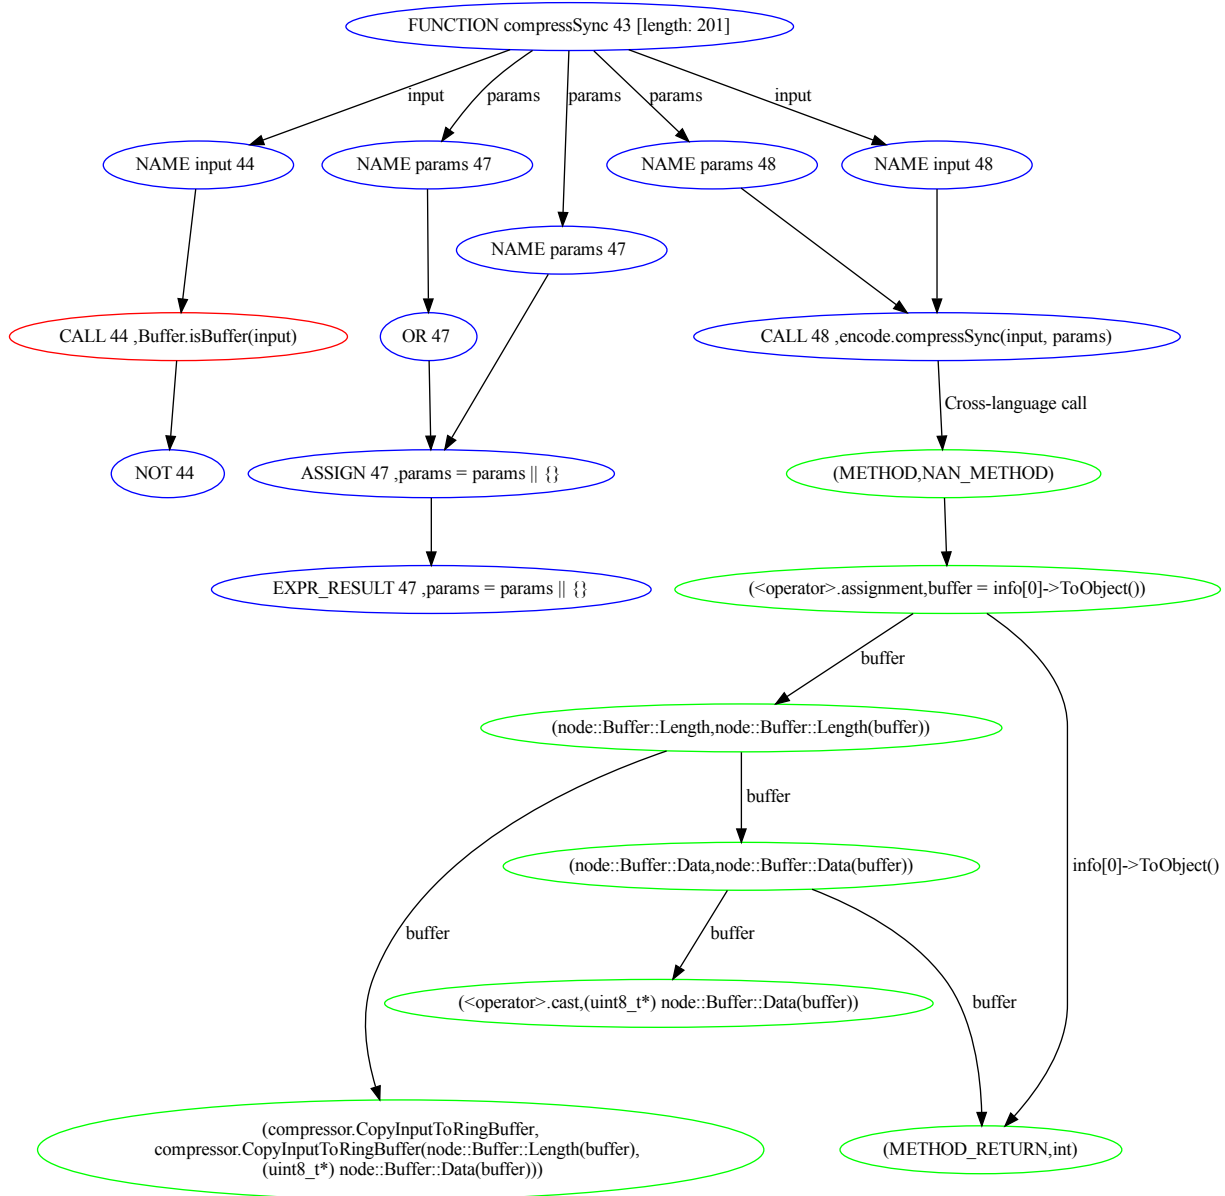 FUNCTION compressSync 43 [length: 201]
input
params
params
params
input
NAME input 44
NAME params 47
NAME params 48
NAME input 48
NAME params 47
CALL 44 ,Buffer.isBuffer(input)
OR 47
CALL 48 ,encode.compressSync(input, params)
Cross-language call
NOT 44
ASSIGN 47 ,params = params || {}
(METHOD,NAN_METHOD)
EXPR_RESULT 47 ,params = params || {}
(<operator>.assignment,buffer = info[0]->ToObject())
buffer
(node::Buffer::Length,node::Buffer::Length(buffer))
buffer
(node::Buffer::Data,node::Buffer::Data(buffer))
info[0]->ToObject()
buffer
buffer
(<operator>.cast,(uint8_t*) node::Buffer::Data(buffer))
buffer
(compressor.CopyInputToRingBuffer,
compressor.CopyInputToRingBuffer(node::Buffer::Length(buffer),
(uint8_t*) node::Buffer::Data(buffer)))
(METHOD_RETURN,int)